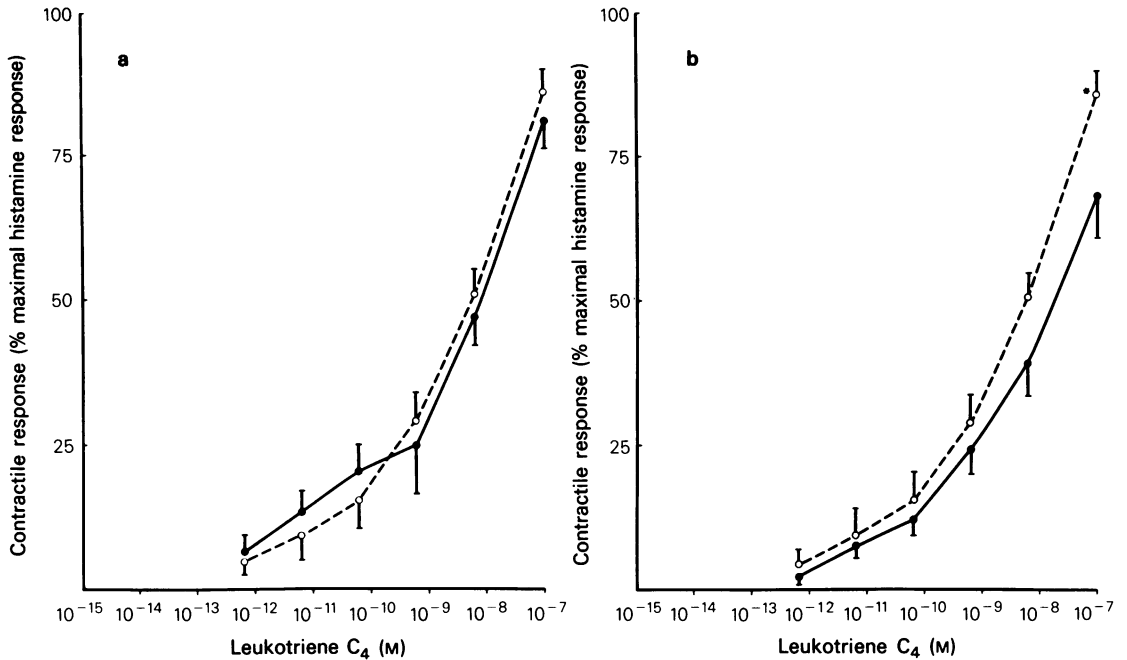 a
Contractile response (% maximal histamine response)
100
75
50
25
10⁻¹⁵ 10⁻¹⁴ 10⁻¹³ 10⁻¹² 10⁻¹¹ 10⁻¹⁰ 10⁻⁹ 10⁻⁸ 10⁻⁷
Leukotriene C₄ (M)
b
Contractile response (% maximal histamine response)
100
75
50
25
*
10⁻¹⁵ 10⁻¹⁴ 10⁻¹³ 10⁻¹² 10⁻¹¹ 10⁻¹⁰ 10⁻⁹ 10⁻⁸ 10⁻⁷
Leukotriene C₄ (M)